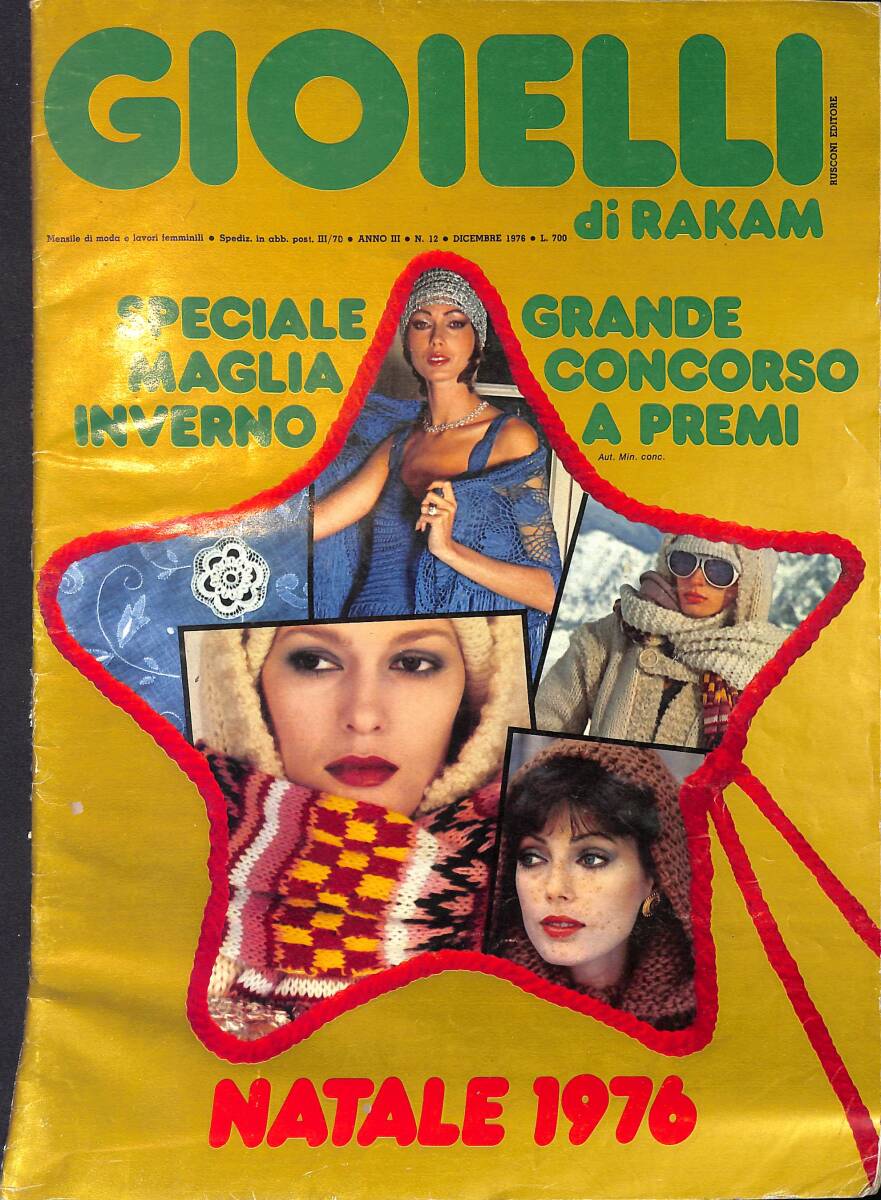 GIOIELLI
RUSCONI EDITORE
di RAKAM
Mensile di moda e lavori femminili ● Spediz. in abb. post. III/70 ● ANNO III ● N. 12 ● DICEMBRE 1976 ● L. 700
SPECIALE
MAGLIA
INVERNO
GRANDE
CONCORSO
A PREMI
Aut. Min. conc.
NATALE 1976